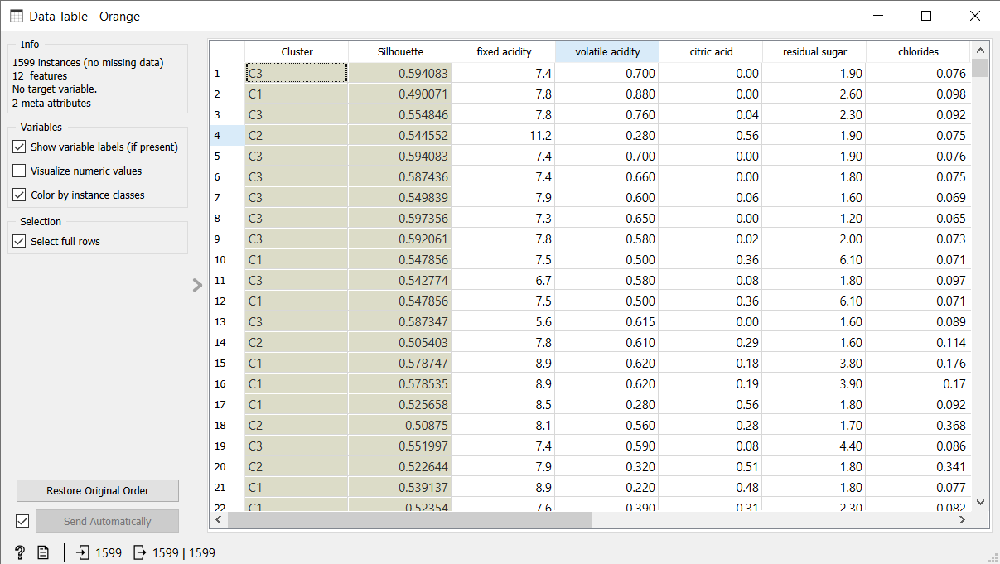 Data Table - Orange
Info
1599 instances (no missing data)
12 features
No target variable.
2 meta attributes
Variables
Show variable labels (if present)
Visualize numeric values
Color by instance classes
Selection
Select full rows
Restore Original Order
Send Automatically
1599
1599 | 1599
Cluster Silhouette fixed acidity volatile acidity citric acid residual sugar chlorides
1 C3 0.594083 7.4 0.700 0.00 1.90 0.076
2 C1 0.490071 7.8 0.880 0.00 2.60 0.098
3 C3 0.554846 7.8 0.760 0.04 2.30 0.092
4 C2 0.544552 11.2 0.280 0.56 1.90 0.075
5 C3 0.594083 7.4 0.700 0.00 1.90 0.076
6 C3 0.587436 7.4 0.660 0.00 1.80 0.075
7 C3 0.549839 7.9 0.600 0.06 1.60 0.069
8 C3 0.597356 7.3 0.650 0.00 1.20 0.065
9 C3 0.592061 7.8 0.580 0.02 2.00 0.073
10 C1 0.547856 7.5 0.500 0.36 6.10 0.071
11 C3 0.542774 6.7 0.580 0.08 1.80 0.097
12 C1 0.547856 7.5 0.500 0.36 6.10 0.071
13 C3 0.587347 5.6 0.615 0.00 1.60 0.089
14 C2 0.505403 7.8 0.610 0.29 1.60 0.114
15 C1 0.578747 8.9 0.620 0.18 3.80 0.176
16 C1 0.578535 8.9 0.620 0.19 3.90 0.17
17 C1 0.525658 8.5 0.280 0.56 1.80 0.092
18 C2 0.50875 8.1 0.560 0.28 1.70 0.368
19 C3 0.551997 7.4 0.590 0.08 4.40 0.086
20 C2 0.522644 7.9 0.320 0.51 1.80 0.341
21 C1 0.539137 8.9 0.220 0.48 1.80 0.077
22 C1 0.52354 7.6 0.390 0.31 2.30 0.082